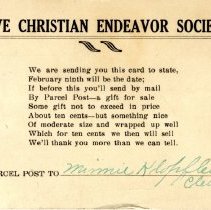 VE CHRISTIAN ENDEAVOR SOCIE
We are sending you this card to state,
February ninth will be the date;
If before this you'll send by mail
By Parcel Post—a gift for sale
Some gift not to exceed in price
About ten cents—but something nice
Of moderate size and wrapped up well
Which for ten cents we then will sell
We'll thank you more than we can tell.
ARCEL POST TO Minnie